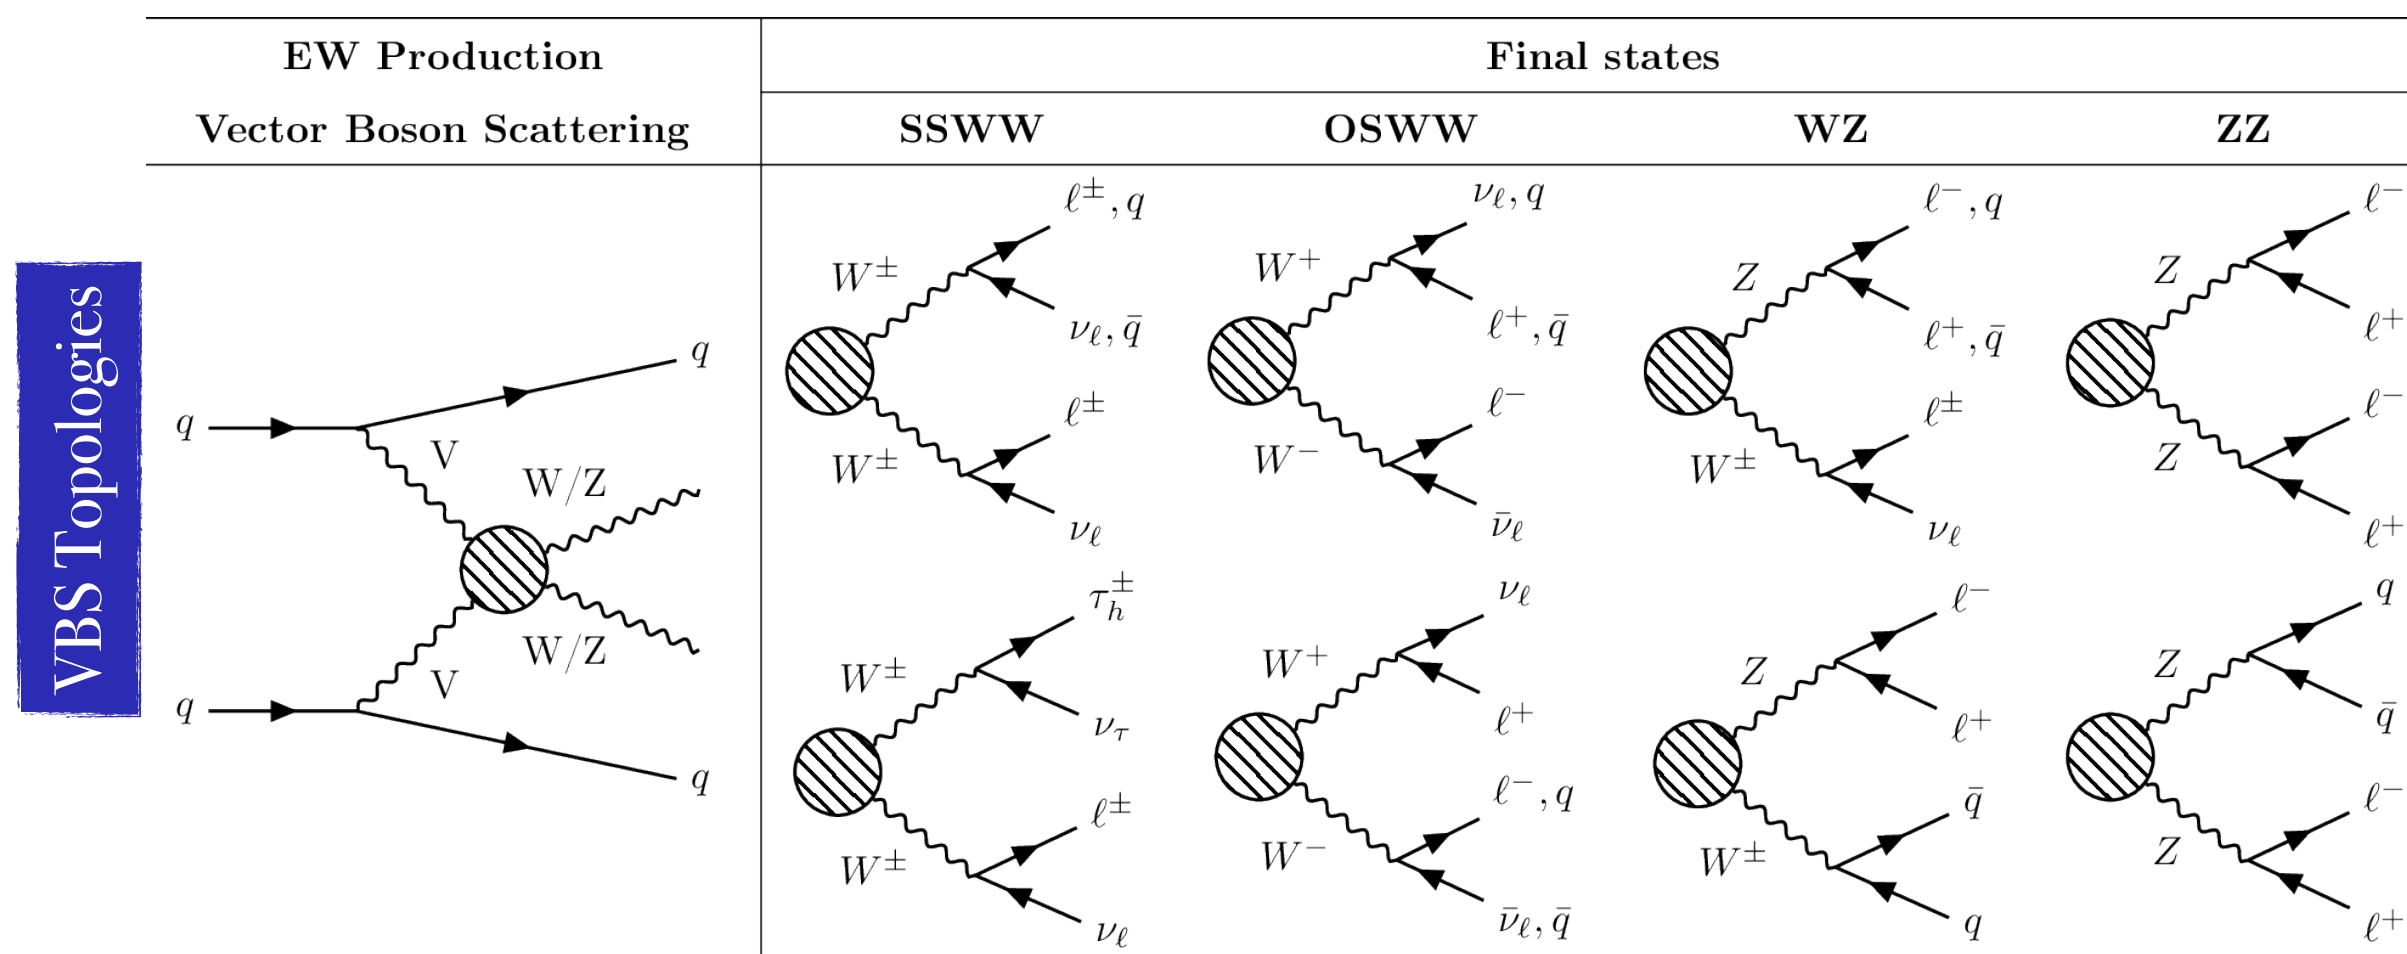 VBS Topologies
EW Production
Vector Boson Scattering
Final states
SSWW
OSWW
WZ
ZZ
q
q
V
W/Z
W/Z
V
q
q
ℓ±, q
W±
νℓ, q̄
ℓ±
W±
νℓ
νℓ, q
W+
ℓ+, q̄
ℓ−
W−
ν̄ℓ
ℓ−, q
Z
ℓ+, q̄
ℓ±
W±
νℓ
ℓ−
Z
ℓ+
ℓ−
Z
ℓ+
τh±
W±
ντ
ℓ±
W±
νℓ
νℓ
W+
ℓ+
ℓ−, q
W−
ν̄ℓ, q̄
ℓ−
Z
ℓ+
q̄
W±
q
q
Z
q̄
ℓ−
Z
ℓ+